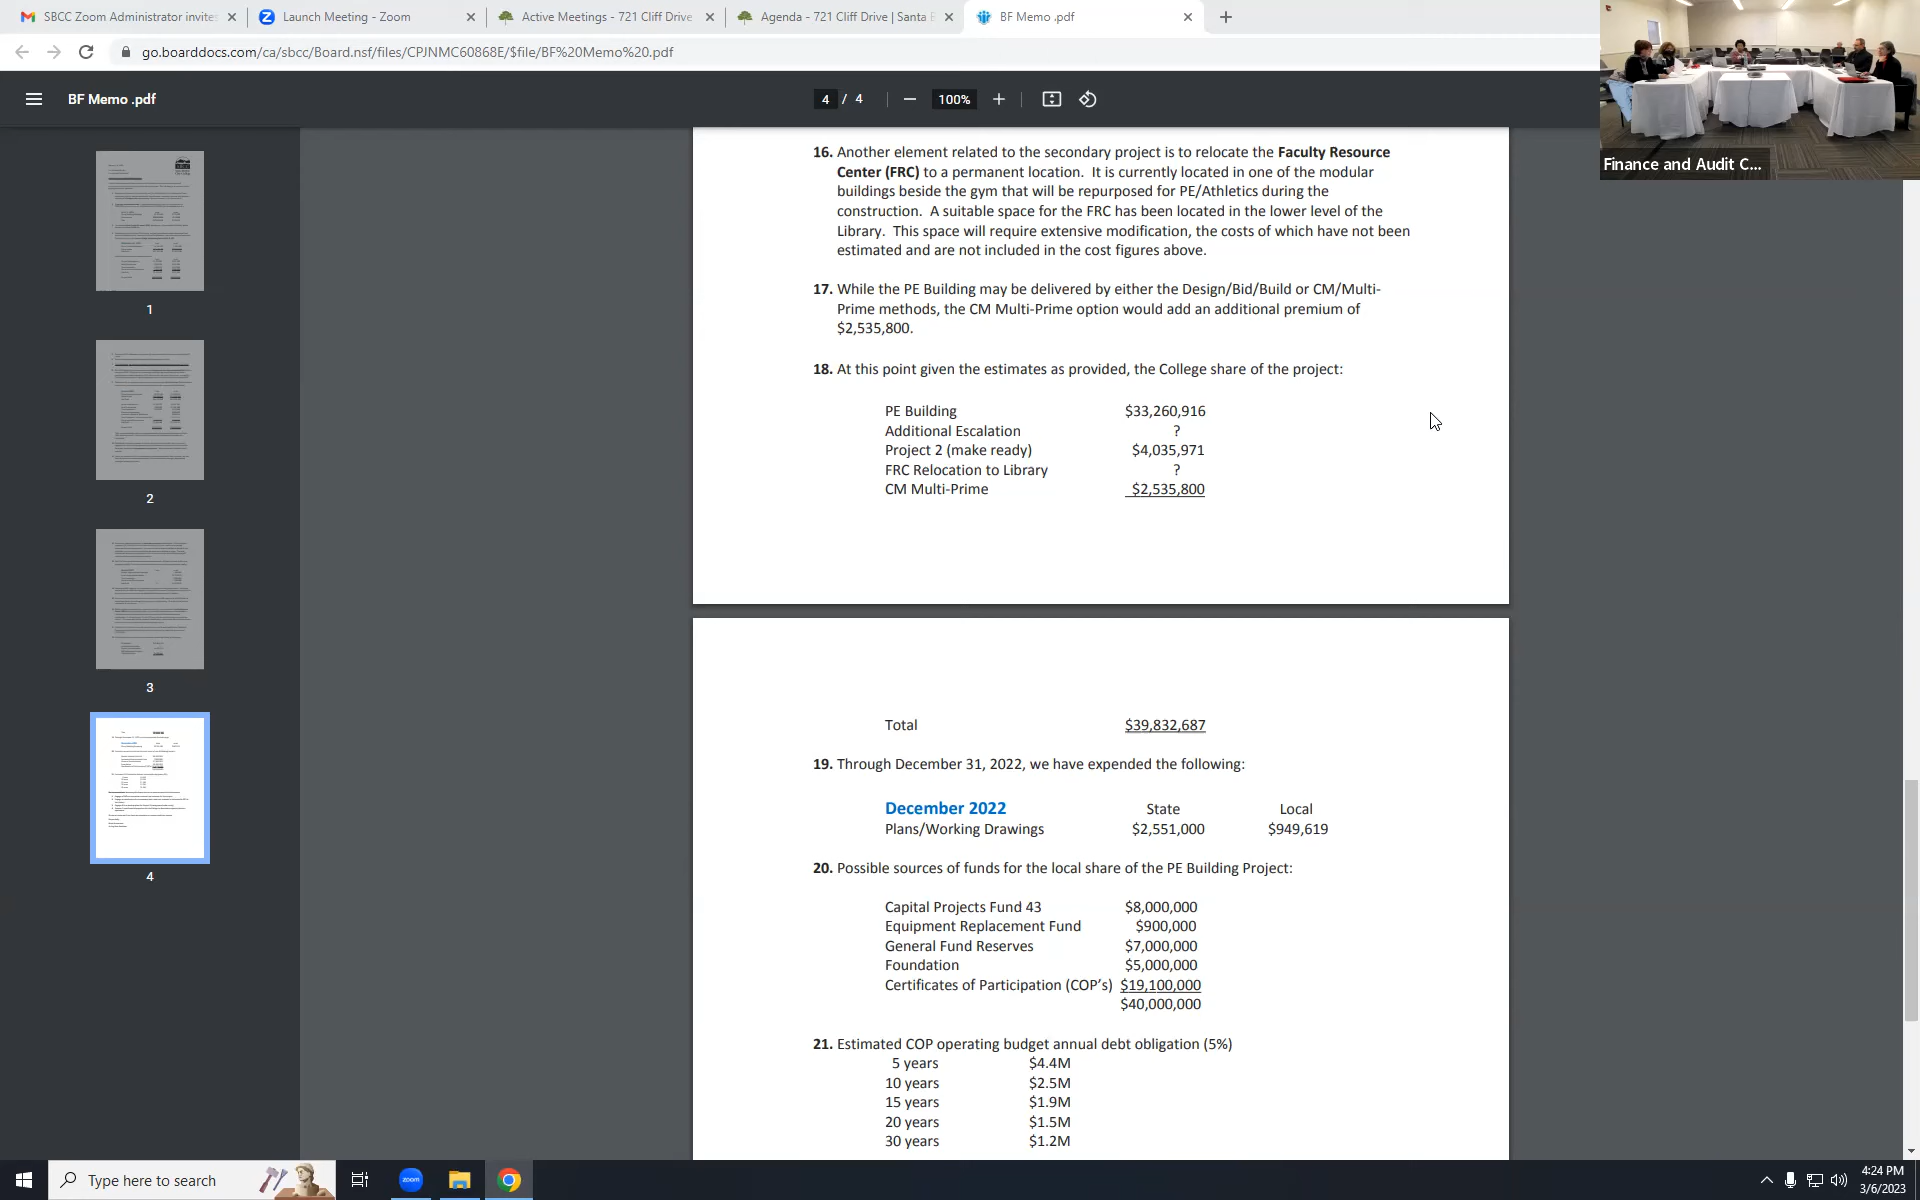 SBCC Zoom Administrator invites
Launch Meeting - Zoom
Active Meetings - 721 Cliff Drive
Agenda - 721 Cliff Drive | Santa
BF Memo .pdf
go.boarddocs.com/ca/sbcc/Board.nsf/files/CPJNMC60868E/$file/BF%20Memo%20.pdf
BF Memo .pdf
4 / 4
100%
Finance and Audit C...
1
2
3
4
16. Another element related to the secondary project is to relocate the Faculty Resource
Center (FRC) to a permanent location. It is currently located in one of the modular
buildings beside the gym that will be repurposed for PE/Athletics during the
construction. A suitable space for the FRC has been located in the lower level of the
Library. This space will require extensive modification, the costs of which have not been
estimated and are not included in the cost figures above.
17. While the PE Building may be delivered by either the Design/Bid/Build or CM/Multi-
Prime methods, the CM Multi-Prime option would add an additional premium of
$2,535,800.
18. At this point given the estimates as provided, the College share of the project:
PE Building $33,260,916
Additional Escalation ?
Project 2 (make ready) $4,035,971
FRC Relocation to Library ?
CM Multi-Prime $2,535,800
Total $39,832,687
19. Through December 31, 2022, we have expended the following:
December 2022 State Local
Plans/Working Drawings $2,551,000 $949,619
20. Possible sources of funds for the local share of the PE Building Project:
Capital Projects Fund 43 $8,000,000
Equipment Replacement Fund $900,000
General Fund Reserves $7,000,000
Foundation $5,000,000
Certificates of Participation (COP's) $19,100,000
$40,000,000
21. Estimated COP operating budget annual debt obligation (5%)
5 years $4.4M
10 years $2.5M
15 years $1.9M
20 years $1.5M
30 years $1.2M
Type here to search
zoom
4:24 PM
3/6/2023